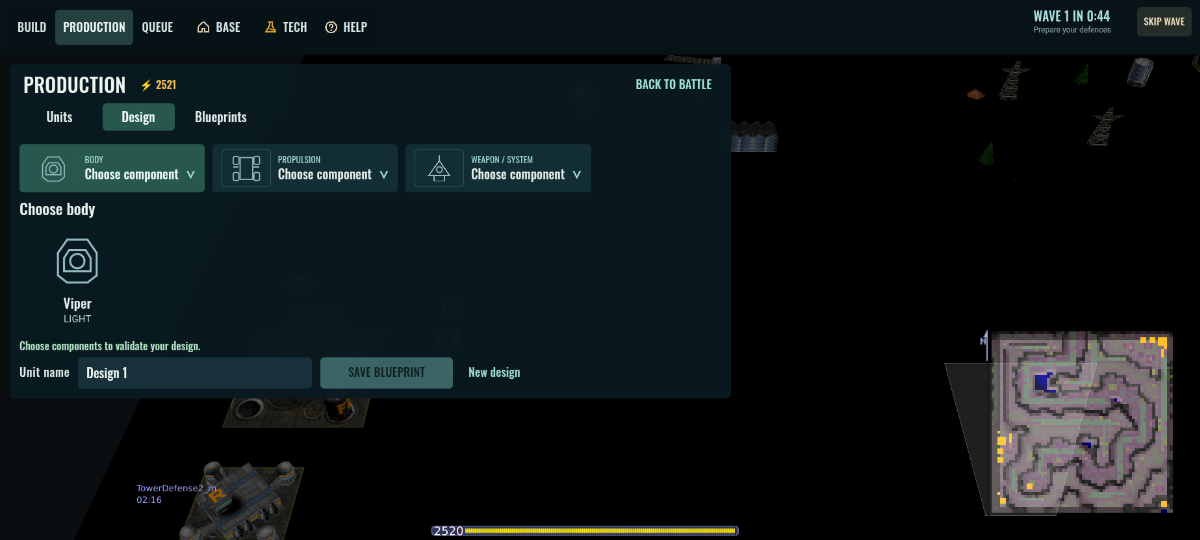 BUILD
PRODUCTION
QUEUE
BASE
TECH
HELP
WAVE 1 IN 0:44
Prepare your defences
SKIP WAVE
PRODUCTION
2521
BACK TO BATTLE
Units
Design
Blueprints
BODY
Choose component
PROPULSION
Choose component
WEAPON / SYSTEM
Choose component
Choose body
Viper
LIGHT
Choose components to validate your design.
Unit name
Design 1
SAVE BLUEPRINT
New design
N
TowerDefense2_m
02:16
2520